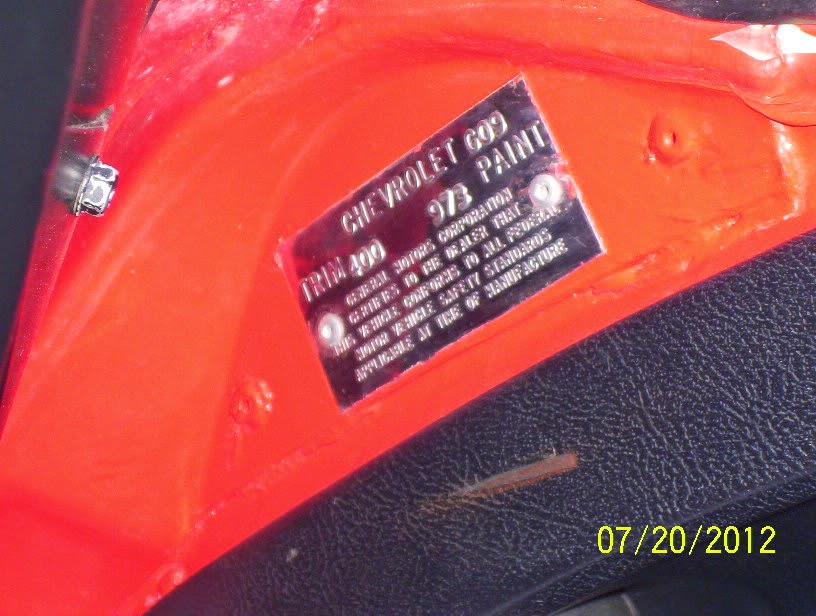 CHEVROLET G09
TRIM 400 973 PAINT
GENERAL MOTORS CORPORATION
CERTIFIES TO THE DEALER THAT
THIS VEHICLE CONFORMS TO ALL FEDERAL
MOTOR VEHICLE SAFETY STANDARDS
APPLICABLE AT TIME OF MANUFACTURE
07/20/2012